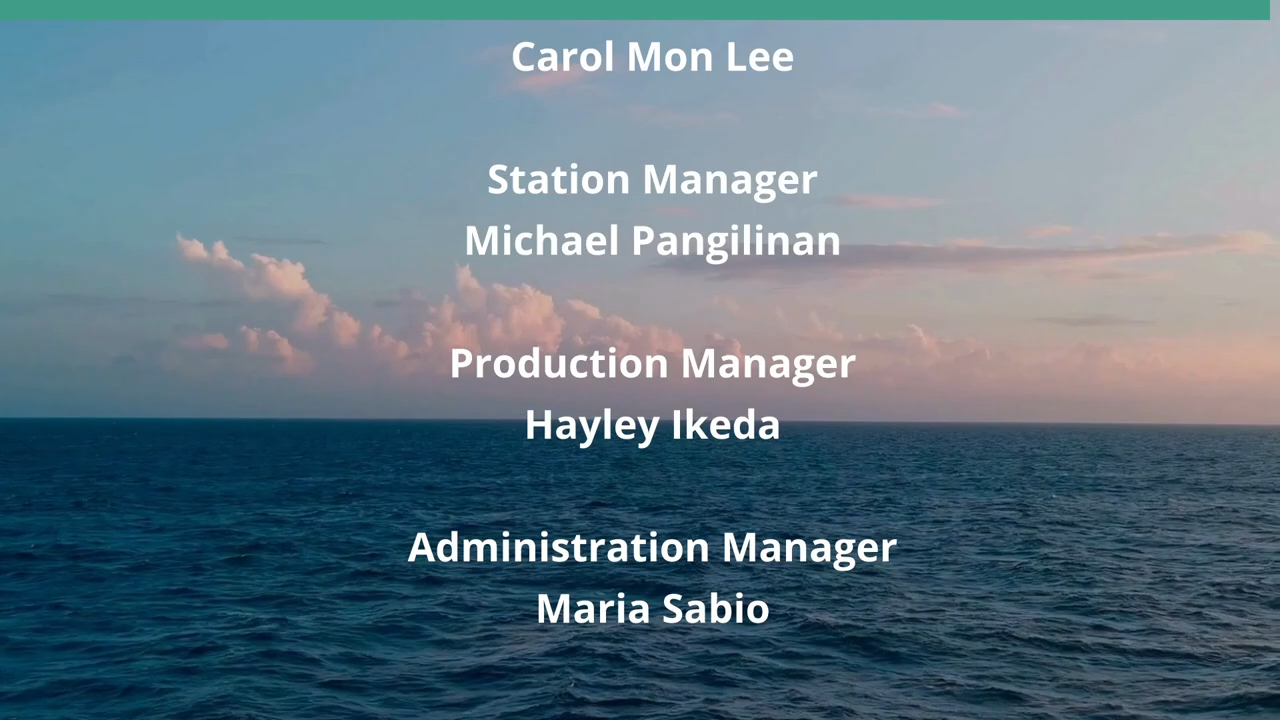 Carol Mon Lee
Station Manager
Michael Pangilinan
Production Manager
Hayley Ikeda
Administration Manager
Maria Sabio